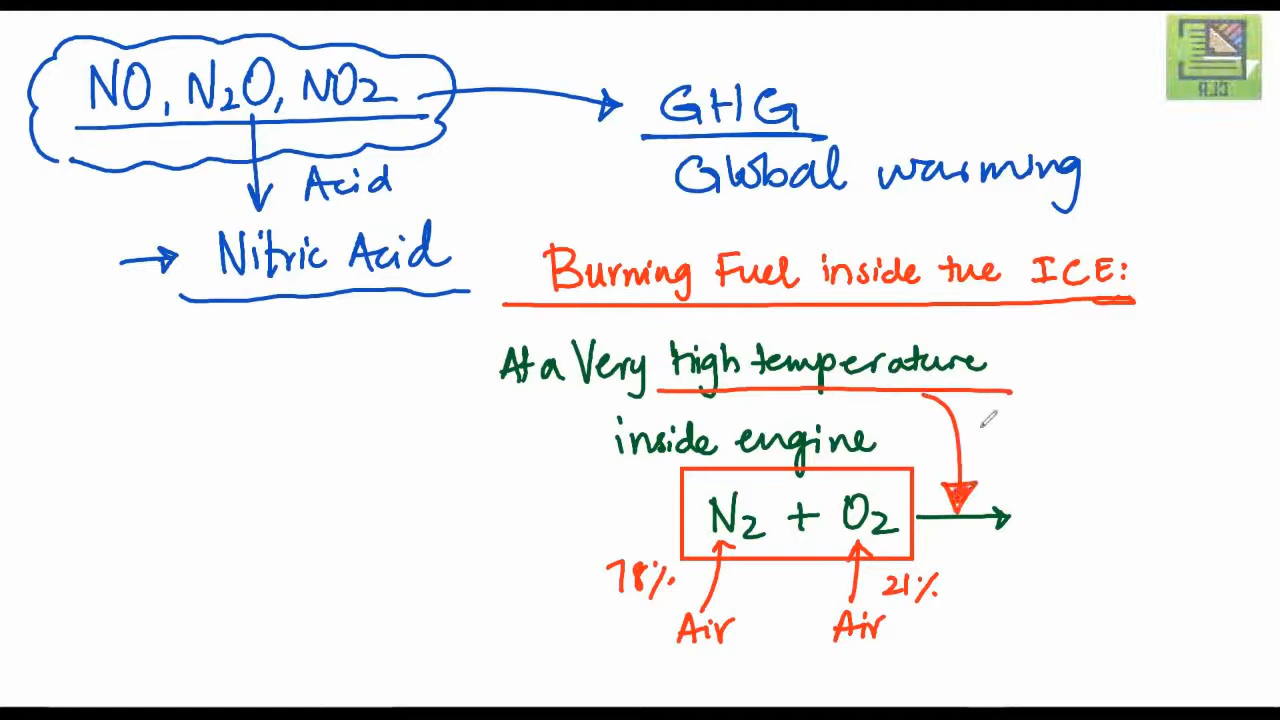 NO, N2O, NO2
GHG
Global warming
Acid
Nitric Acid
Burning Fuel inside the ICE:
At a Very high temperature
inside engine
N2 + O2
78%
21%
Air
Air